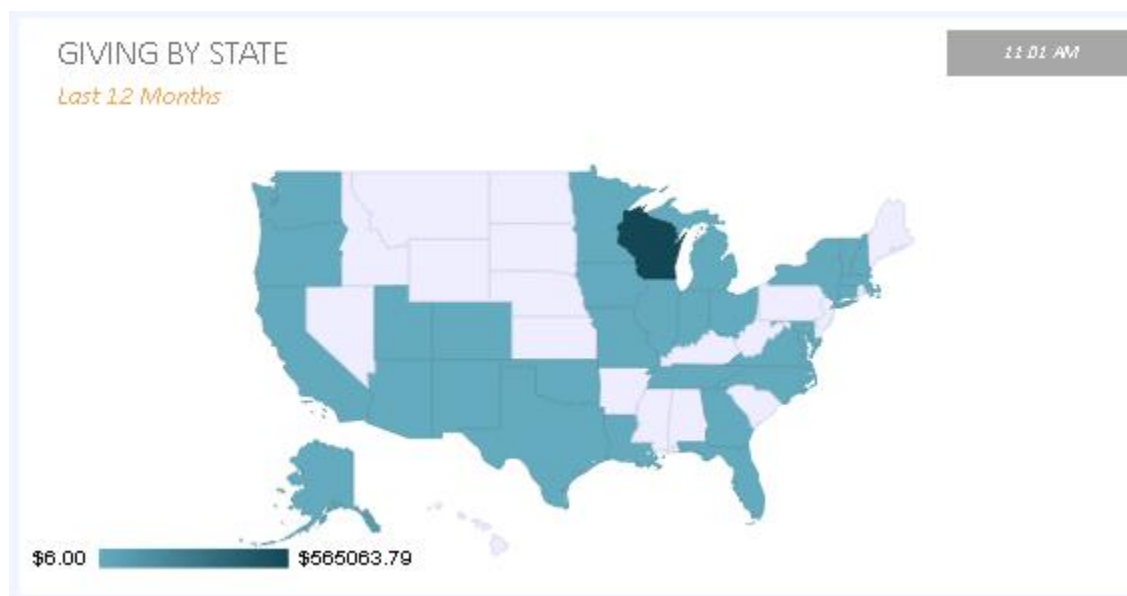 GIVING BY STATE
11:01 AM
Last 12 Months
$6.00
$565063.79